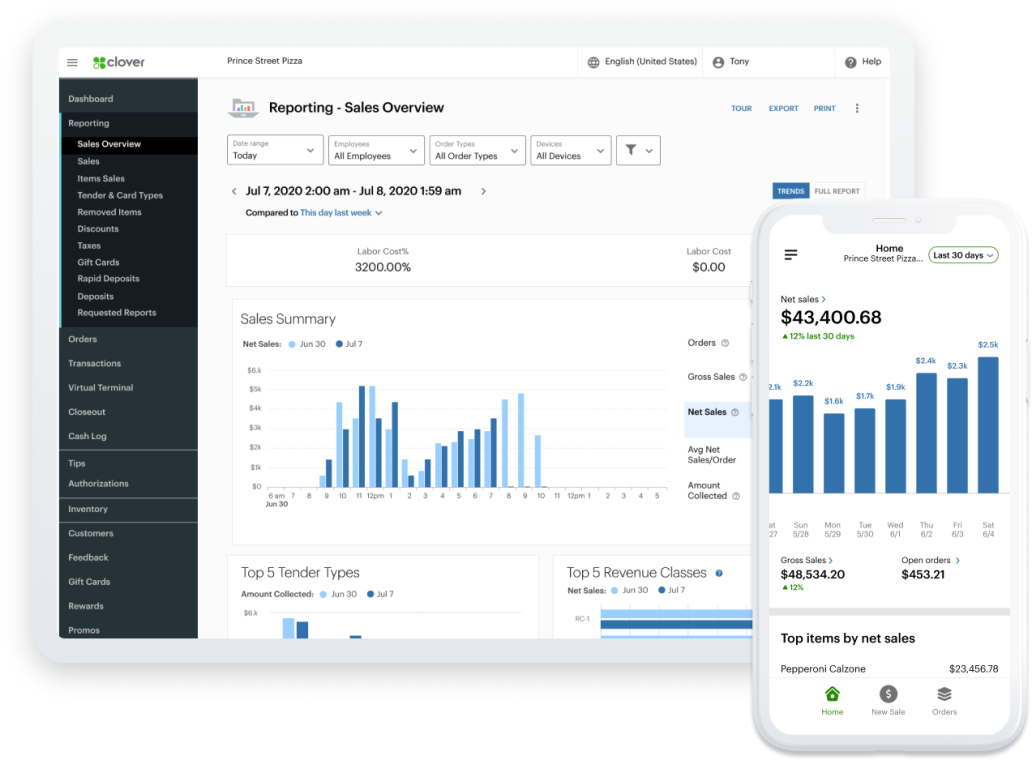 clover
Prince Street Pizza
English (United States)
Tony
Help
Dashboard
Reporting
Sales Overview
Sales
Items Sales
Tender & Card Types
Removed Items
Discounts
Taxes
Gift Cards
Rapid Deposits
Deposits
Requested Reports
Orders
Transactions
Virtual Terminal
Closeout
Cash Log
Tips
Authorizations
Inventory
Customers
Feedback
Gift Cards
Rewards
Promos
Reporting - Sales Overview
TOUR EXPORT PRINT
Date range
Today
Employees
All Employees
Order Types
All Order Types
Devices
All Devices
Jul 7, 2020 2:00 am - Jul 8, 2020 1:59 am
TRENDS FULL REPORT
Compared to This day last week
Labor Cost%
3200.00%
Labor Cost
$0.00
Sales Summary
Net Sales: Jun 30 Jul 7
$6.k
$5k
$4k
$3k
$2k
$1k
$0
6 am 7 8 9 10 11 12pm 1 2 3 4 5 6 7 8 9 10 11 12pm 1 2 3 4 5
Jun 30
Orders
Gross Sales
Net Sales
Avg Net
Sales/Order
Amount
Collected
Top 5 Tender Types
Amount Collected: Jun 30 Jul 7
$6.k
Top 5 Revenue Classes
Net Sales: Jun 30 Jul 7
RC-1
Home
Prince Street Pizza...
Last 30 days
Net sales
$43,400.68
12% last 30 days
2.1k $2.2k $1.6k $1.7k $1.9k $2.4k $2.3k $2.5k
at Sun Mon Tue Wed Thu Fri Sat
27 5/28 5/29 5/30 6/1 6/2 6/3 6/4
Gross Sales
$48,534.20
12%
Open orders
$453.21
Top items by net sales
Pepperoni Calzone $23,456.78
Home New Sale Orders